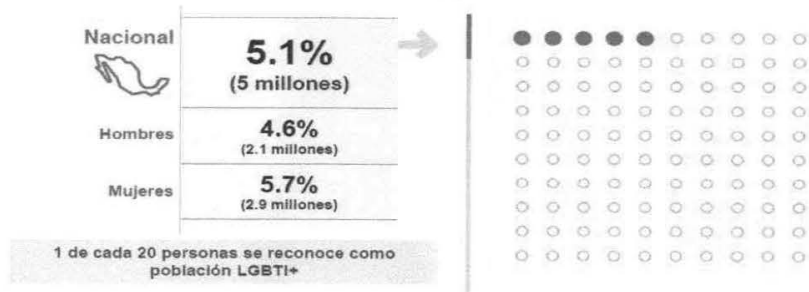 Nacional
5.1%
(5 millones)
Hombres
4.6%
(2.1 millones)
Mujeres
5.7%
(2.9 millones)
1 de cada 20 personas se reconoce como
población LGBTI+